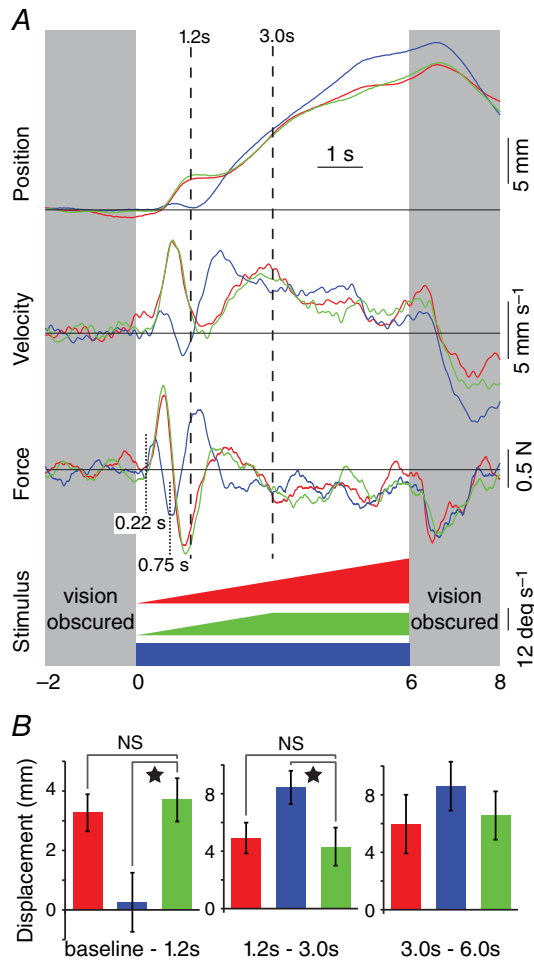 A
1.2s 3.0s
Position
1 s
5 mm
Velocity
5 mm s⁻¹
Force
0.5 N
0.22 s
0.75 s
Stimulus
vision obscured
vision obscured
12 deg s⁻¹
−2 0 6 8
B
Displacement (mm)
NS
4
2
0
baseline - 1.2s
NS
8
4
0
1.2s - 3.0s
8
4
0
3.0s - 6.0s